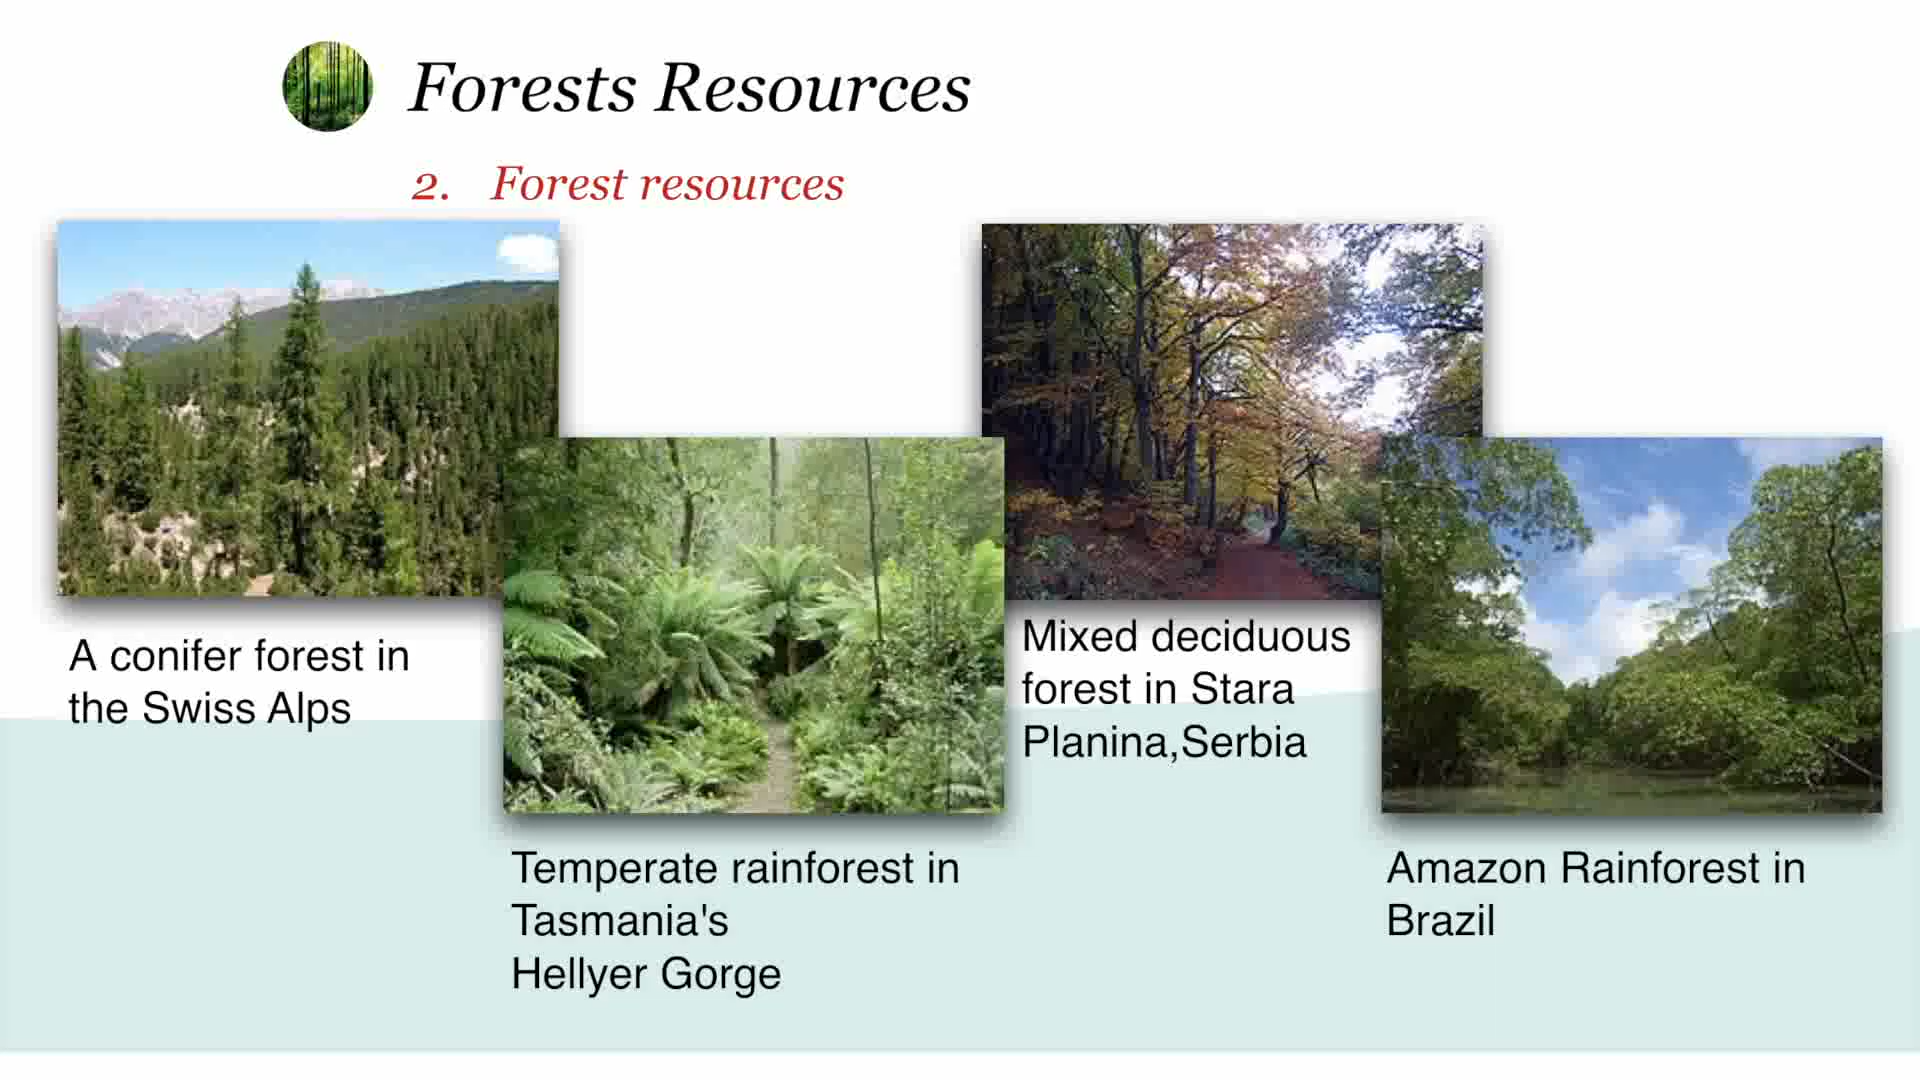 Forests Resources
2. Forest resources
A conifer forest in
the Swiss Alps
Temperate rainforest in
Tasmania's
Hellyer Gorge
Mixed deciduous
forest in Stara
Planina,Serbia
Amazon Rainforest in
Brazil